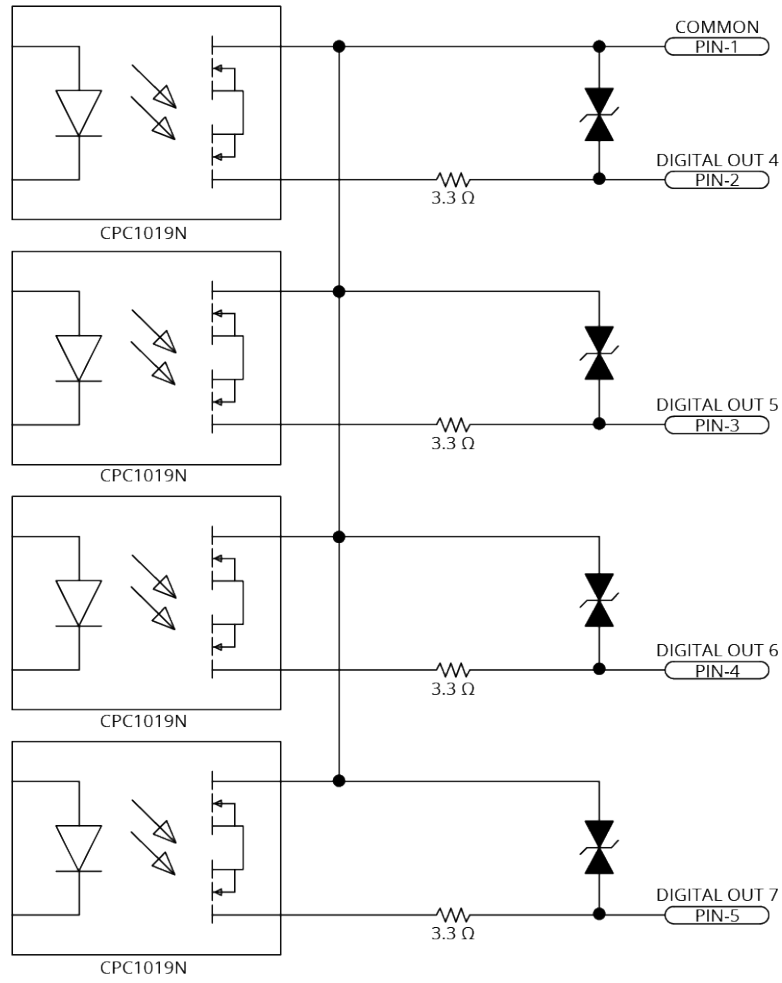 COMMON
PIN-1
DIGITAL OUT 4
PIN-2
3.3 Ω
CPC1019N
DIGITAL OUT 5
PIN-3
3.3 Ω
CPC1019N
DIGITAL OUT 6
PIN-4
3.3 Ω
CPC1019N
DIGITAL OUT 7
PIN-5
3.3 Ω
CPC1019N